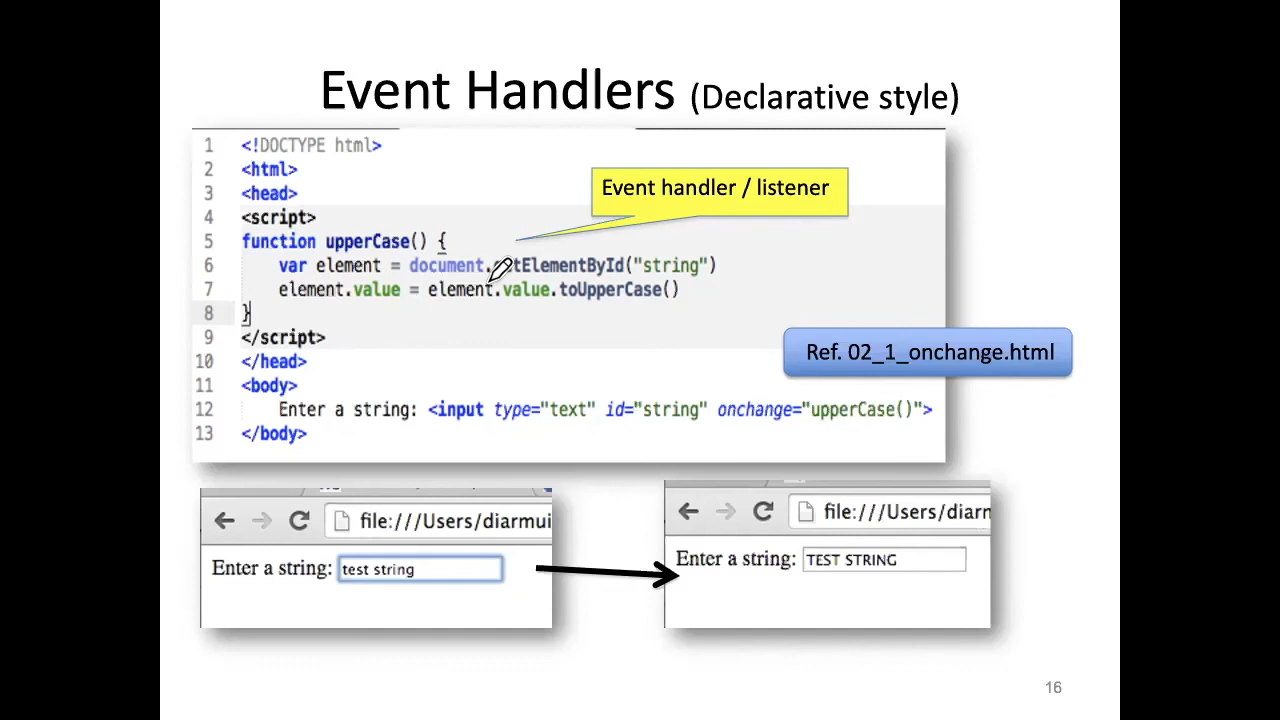 Event Handlers (Declarative style)
1 <!DOCTYPE html>
2 <html>
3 <head>
Event handler / listener
4 <script>
5 function upperCase() {
6 var element = document.getElementById("string")
7 element.value = element.value.toUpperCase()
8 }
9 </script>
Ref. 02_1_onchange.html
10 </head>
11 <body>
12 Enter a string: <input type="text" id="string" onchange="upperCase()">
13 </body>
file:///Users/diarmui
Enter a string: test string
file:///Users/diarn
Enter a string: TEST STRING
16